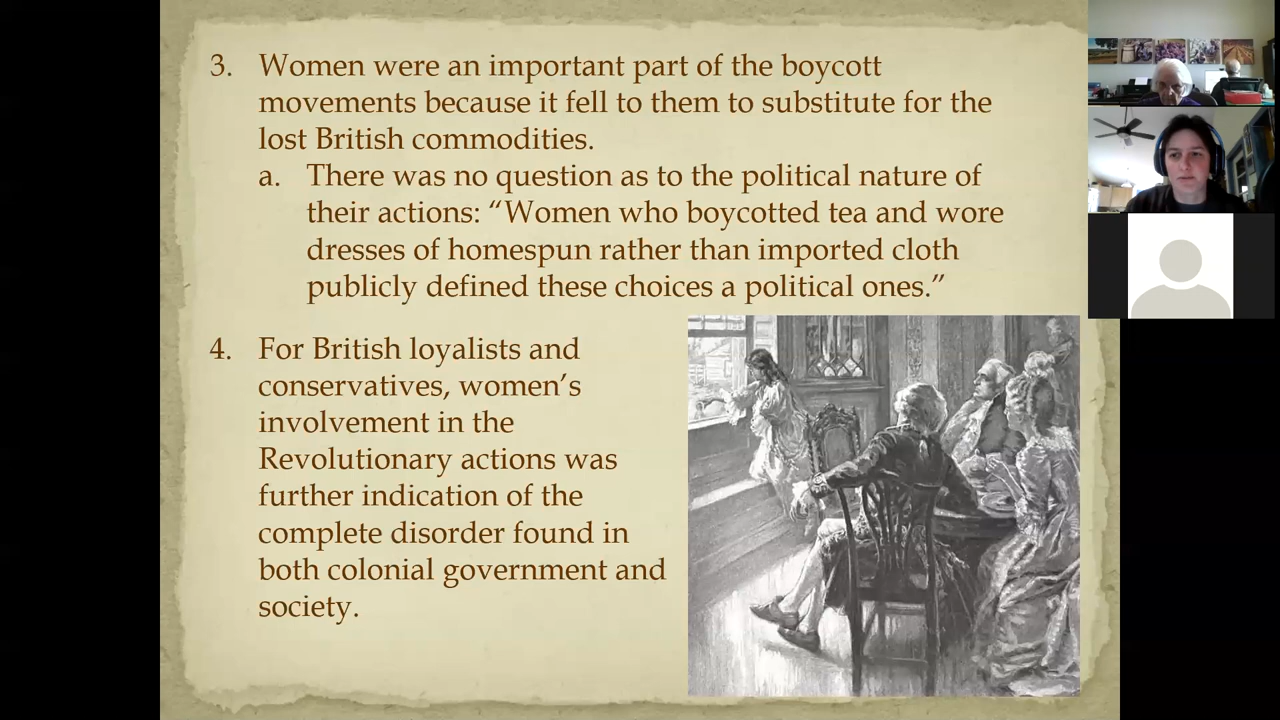 3. Women were an important part of the boycott
movements because it fell to them to substitute for the
lost British commodities.
a. There was no question as to the political nature of
their actions: “Women who boycotted tea and wore
dresses of homespun rather than imported cloth
publicly defined these choices a political ones.”
4. For British loyalists and
conservatives, women’s
involvement in the
Revolutionary actions was
further indication of the
complete disorder found in
both colonial government and
society.